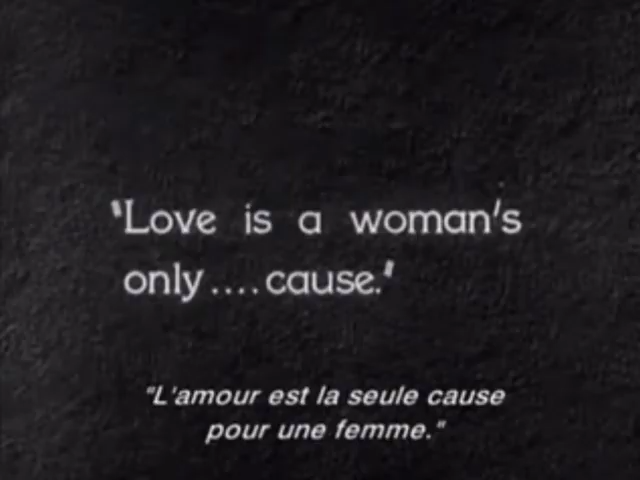 "Love is a woman's
only....cause."
"L'amour est la seule cause
pour une femme."